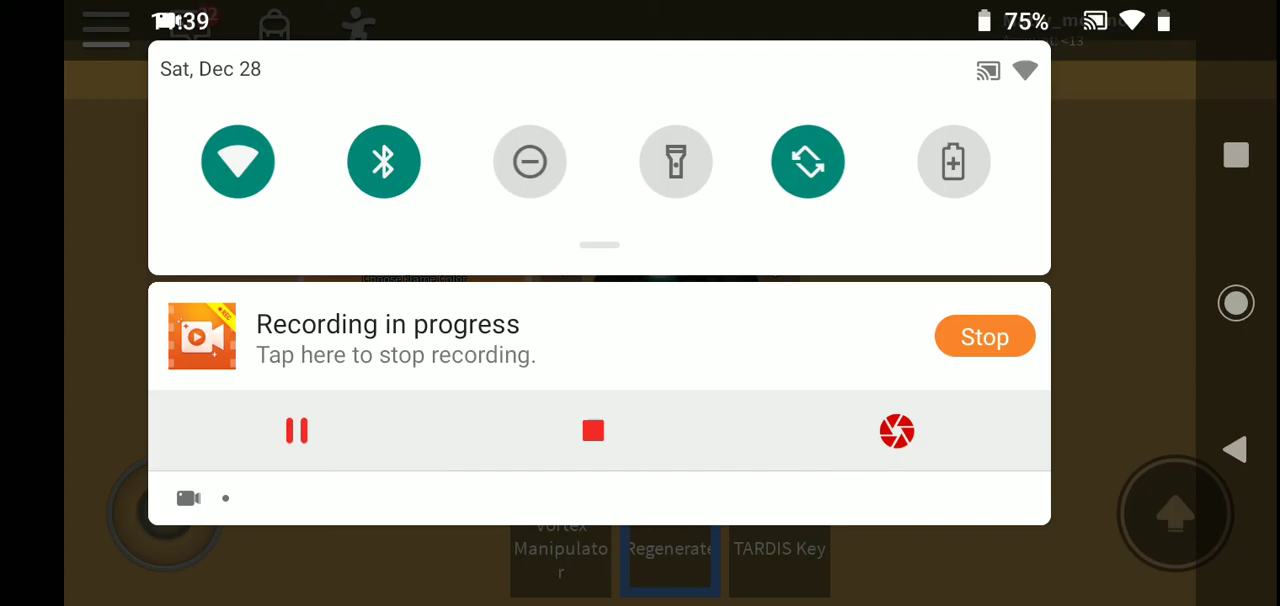 :39
75%
Sat, Dec 28
Recording in progress
Tap here to stop recording.
Stop
Vortex
Manipulato
r
Regenerate
TARDIS Key